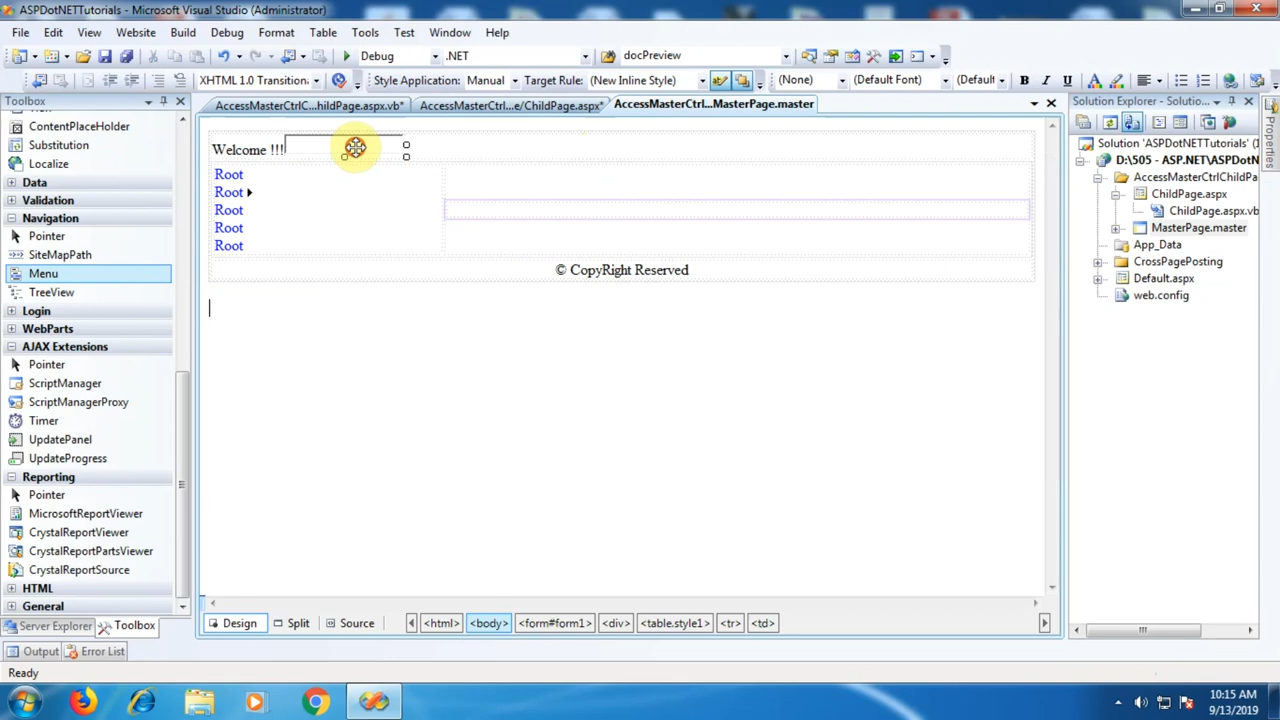 ASPDotNETTutorials - Microsoft Visual Studio (Administrator)
File Edit View Website Build Debug Format Table Tools Test Window Help
Debug .NET docPreview
XHTML 1.0 Transition Style Application: Manual Target Rule: (New Inline Style) (None) (Default Font) (Default B I U A
Toolbox
AccessMasterCtrlC...hildPage.aspx.vb* AccessMasterCtrl...e/ChildPage.aspx* AccessMasterCtrl...MasterPage.master
Solution Explorer - Solutio...
ContentPlaceHolder
Substitution
Localize
Data
Validation
Navigation
Pointer
SiteMapPath
Menu
TreeView
Login
WebParts
AJAX Extensions
Pointer
ScriptManager
ScriptManagerProxy
Timer
UpdatePanel
UpdateProgress
Reporting
Pointer
MicrosoftReportViewer
CrystalReportViewer
CrystalReportPartsViewer
CrystalReportSource
HTML
General
Server Explorer Toolbox
Welcome !!!
Root
Root
Root
Root
Root
© CopyRight Reserved
Design Split Source <html> <body> <form#form1> <div> <table.style1> <tr> <td>
Solution 'ASPDotNETTutorials'
D:\505 - ASP.NET\ASPDotN
AccessMasterCtrlChildPa
ChildPage.aspx
ChildPage.aspx.vb
MasterPage.master
App_Data
CrossPagePosting
Default.aspx
web.config
Properties
Output Error List
Ready
10:15 AM
9/13/2019